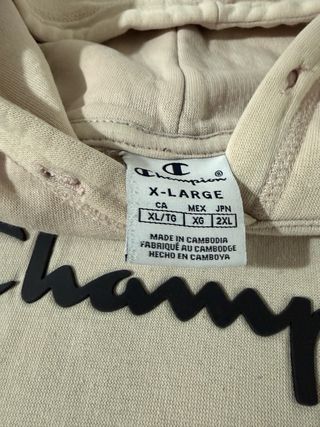 Champion
X-LARGE
CA MEX JPN
XL/TG XG 2XL
MADE IN CAMBODIA
FABRIQUÉ AU CAMBODGE
HECHO EN CAMBOYA
Champ